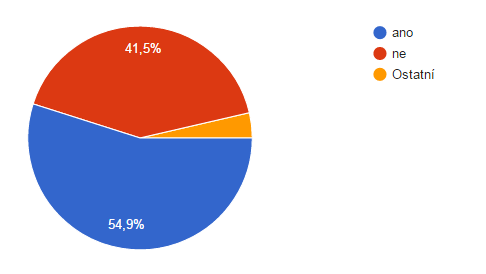 41,5%
54,9%
ano
ne
Ostatní